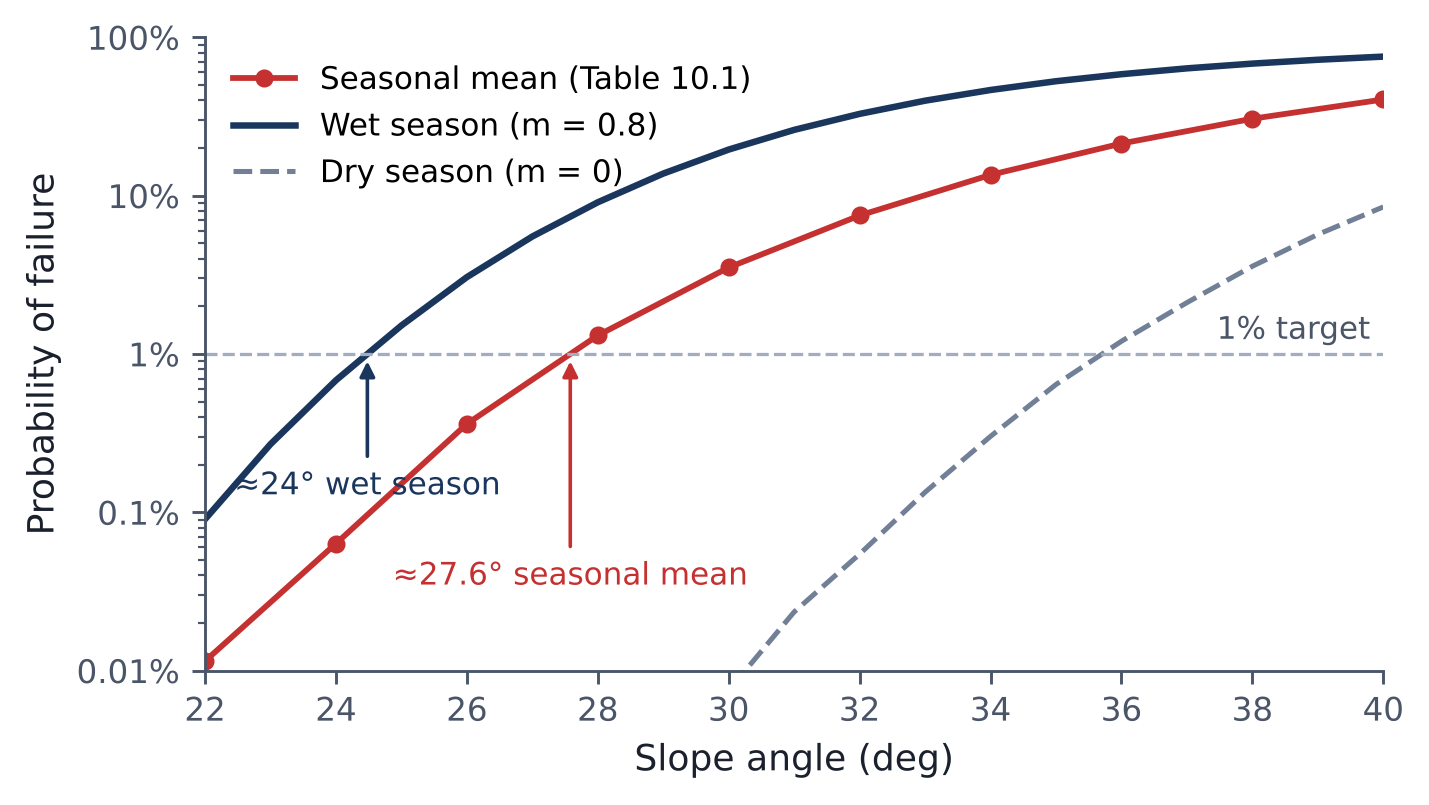 100%
10%
1%
0.1%
0.01%
Probability of failure
Seasonal mean (Table 10.1)
Wet season (m = 0.8)
Dry season (m = 0)
1% target
≈24° wet season
≈27.6° seasonal mean
22 24 26 28 30 32 34 36 38 40
Slope angle (deg)